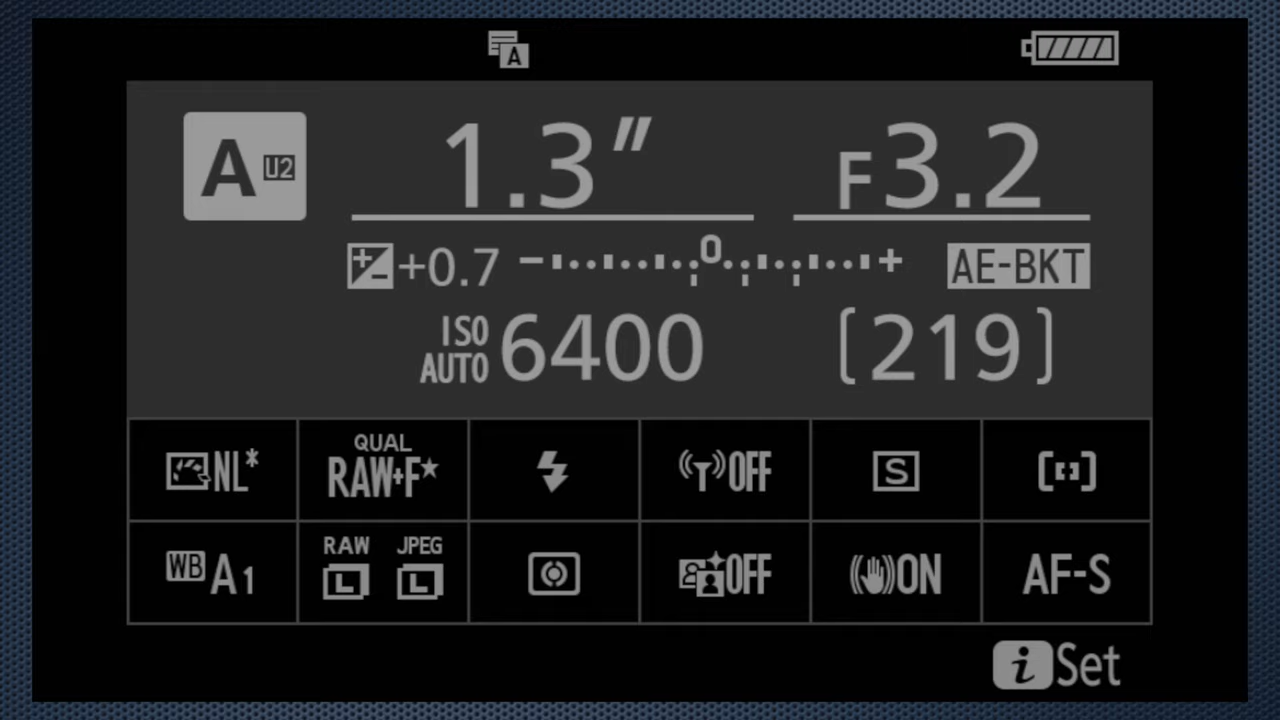 A
A U2 1.3″ F3.2
+0.7 − 0 + AE-BKT
ISO AUTO 6400 [219]
NL* QUAL RAW+F★ OFF S
WB A1 RAW L JPEG L OFF ON AF-S
i Set